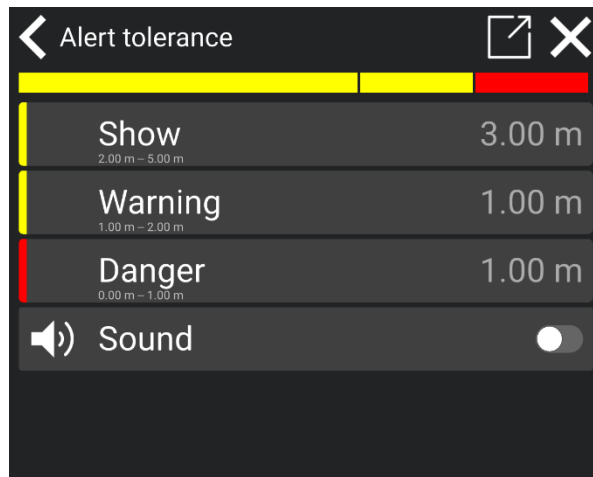 Alert tolerance
Show
3.00 m
2.00 m – 5.00 m
Warning
1.00 m
1.00 m – 2.00 m
Danger
1.00 m
0.00 m – 1.00 m
Sound